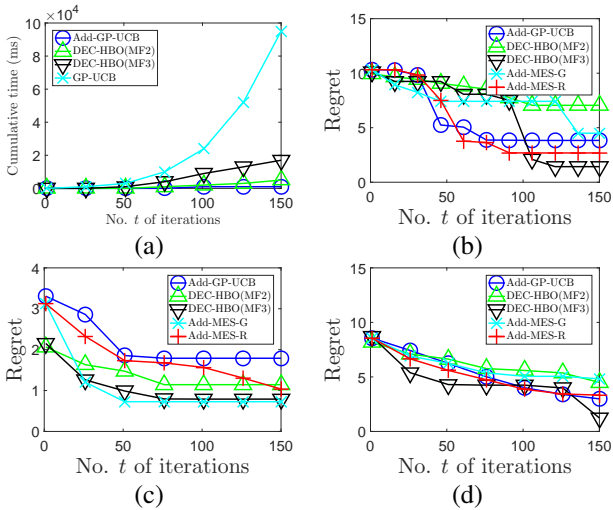 ×10⁴
10
8
6
4
2
0
0
50
100
150
Cumulative time (ms)
No. t of iterations
Add-GP-UCB
DEC-HBO(MF2)
DEC-HBO(MF3)
GP-UCB
(a)
15
10
5
0
0
50
100
150
Regret
No. t of iterations
Add-GP-UCB
DEC-HBO(MF2)
DEC-HBO(MF3)
Add-MES-G
Add-MES-R
(b)
4
3
2
1
0
0
50
100
150
Regret
No. t of iterations
Add-GP-UCB
DEC-HBO(MF2)
DEC-HBO(MF3)
Add-MES-G
Add-MES-R
(c)
15
10
5
0
0
50
100
150
Regret
No. t of iterations
Add-GP-UCB
DEC-HBO(MF2)
DEC-HBO(MF3)
Add-MES-G
Add-MES-R
(d)